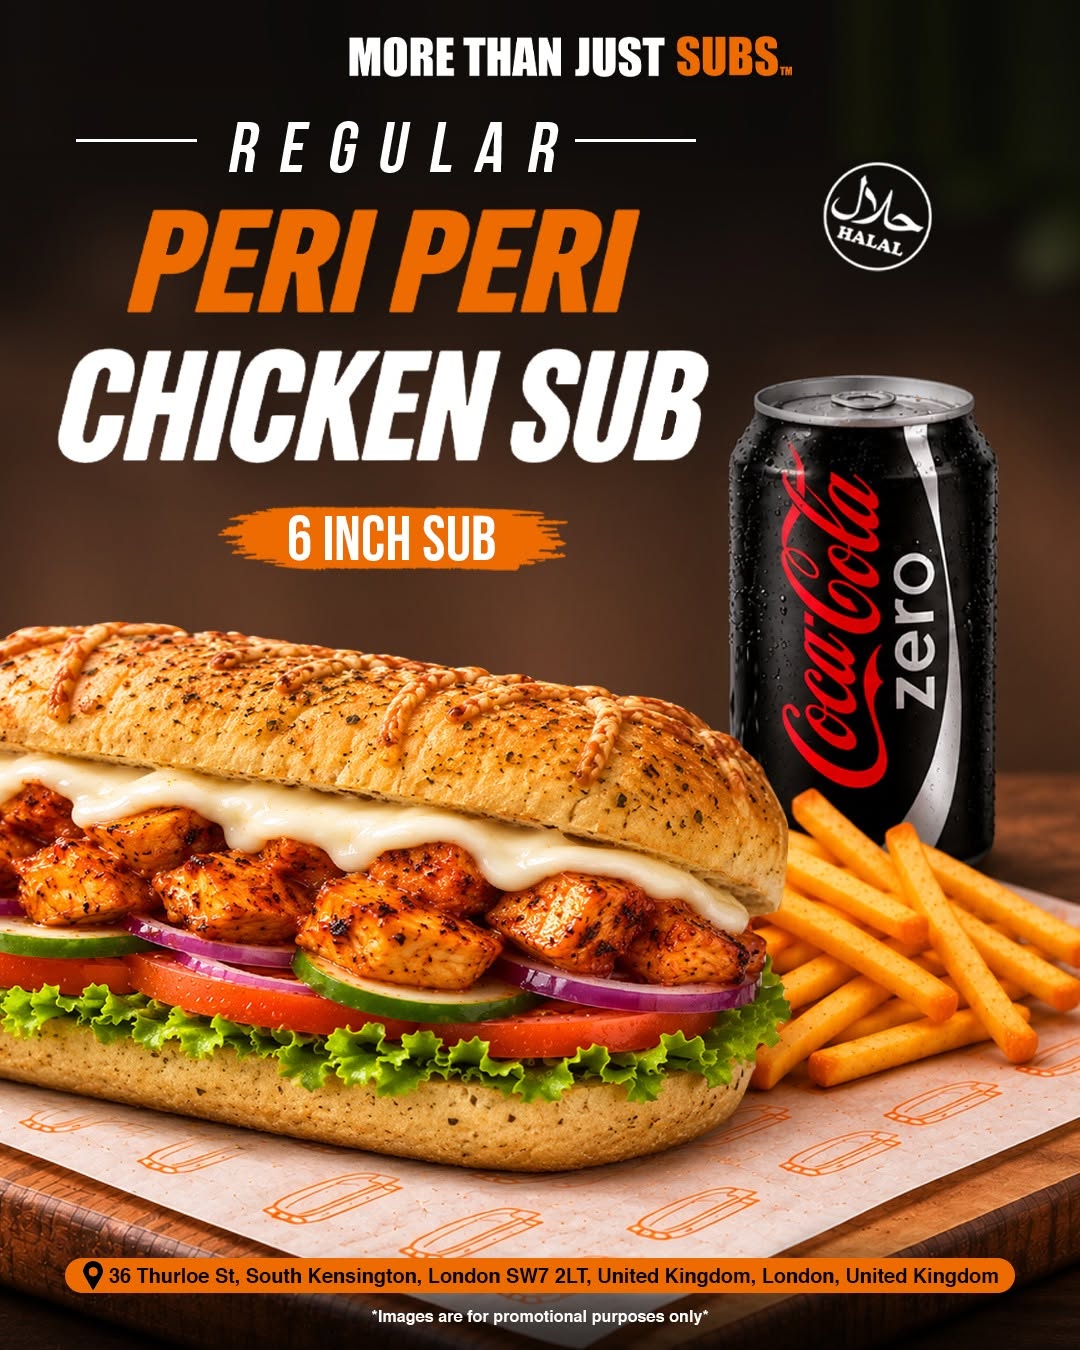 MORE THAN JUST SUBS™
REGULAR
PERI PERI
CHICKEN SUB
حلال
HALAL
6 INCH SUB
Coca-Cola
zero
36 Thurloe St, South Kensington, London SW7 2LT, United Kingdom, London, United Kingdom
*Images are for promotional purposes only*